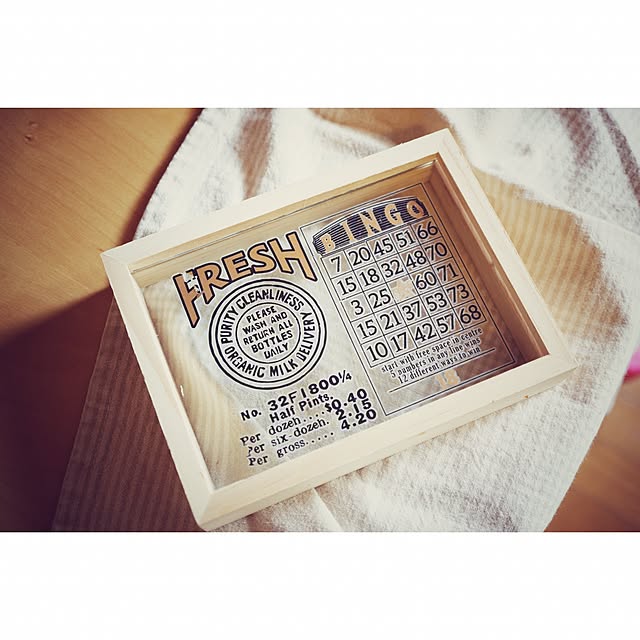 FRESH
PURITY CLEANLINESS
ORGANIC MILK DELIVERY
PLEASE
WASH AND
RETURN ALL
BOTTLES
DAILY
No. 32F1800¼
Half Pints.
Per dozen....$0.40
Per six-dozen. 2.15
Per gross..... 4.20
BINGO
7 20 45 51 66
15 18 32 48 70
3 25 60 71
15 21 37 53 73
10 17 42 57 68
start with free space in centre
5 numbers in any line wins
12 different ways to win